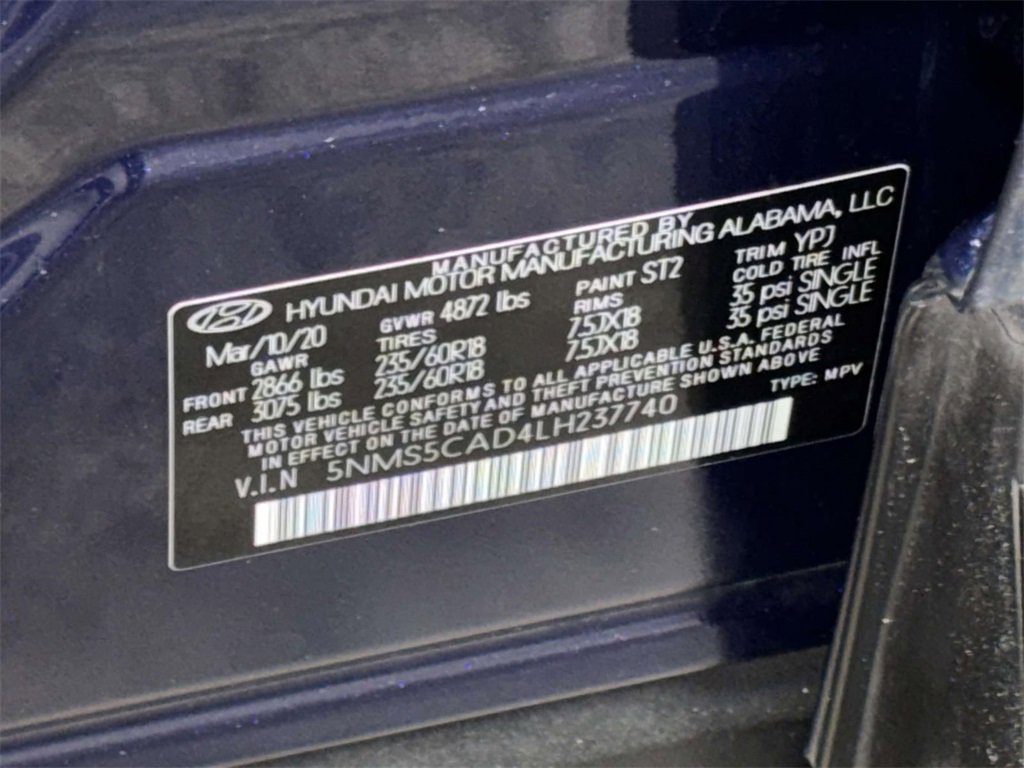 MANUFACTURED BY
HYUNDAI MOTOR MANUFACTURING ALABAMA, LLC
Mar/10/20 GVWR 4872 lbs PAINT ST2 TRIM YPJ
GAWR TIRES RIMS COLD TIRE INFL
FRONT 2866 lbs 235/60R18 7.5JX18 35 psi SINGLE
REAR 3075 lbs 235/60R18 7.5JX18 35 psi SINGLE
THIS VEHICLE CONFORMS TO ALL APPLICABLE U.S.A. FEDERAL
MOTOR VEHICLE SAFETY AND THEFT PREVENTION STANDARDS
IN EFFECT ON THE DATE OF MANUFACTURE SHOWN ABOVE
V.I.N 5NMS5CAD4LH237740 TYPE: MPV